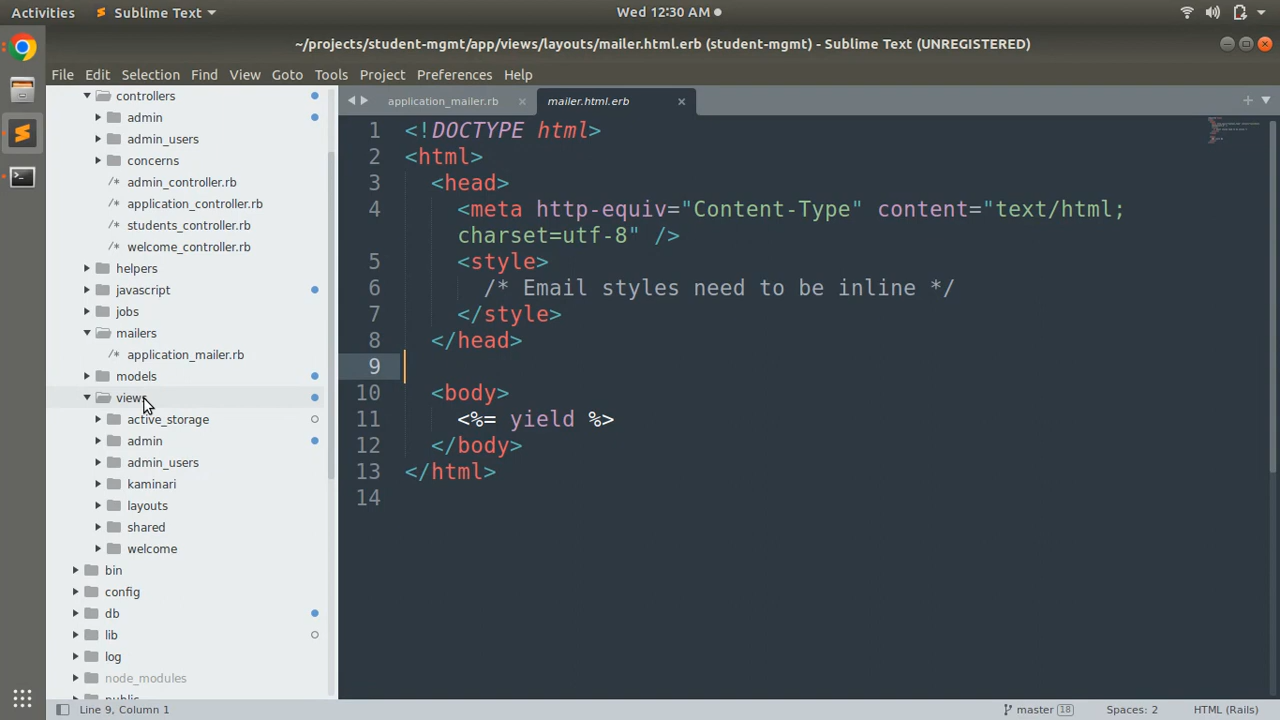 Activities Sublime Text Wed 12:30 AM
~/projects/student-mgmt/app/views/layouts/mailer.html.erb (student-mgmt) - Sublime Text (UNREGISTERED)
File Edit Selection Find View Goto Tools Project Preferences Help
controllers
admin
admin_users
concerns
/* admin_controller.rb
/* application_controller.rb
/* students_controller.rb
/* welcome_controller.rb
helpers
javascript
jobs
mailers
/* application_mailer.rb
models
views
active_storage
admin
admin_users
kaminari
layouts
shared
welcome
bin
config
db
lib
log
node_modules
public
application_mailer.rb mailer.html.erb
1 <!DOCTYPE html>
2 <html>
3 <head>
4 <meta http-equiv="Content-Type" content="text/html;
charset=utf-8" />
5 <style>
6 /* Email styles need to be inline */
7 </style>
8 </head>
9
10 <body>
11 <%= yield %>
12 </body>
13 </html>
14
Line 9, Column 1 master 18 Spaces: 2 HTML (Rails)